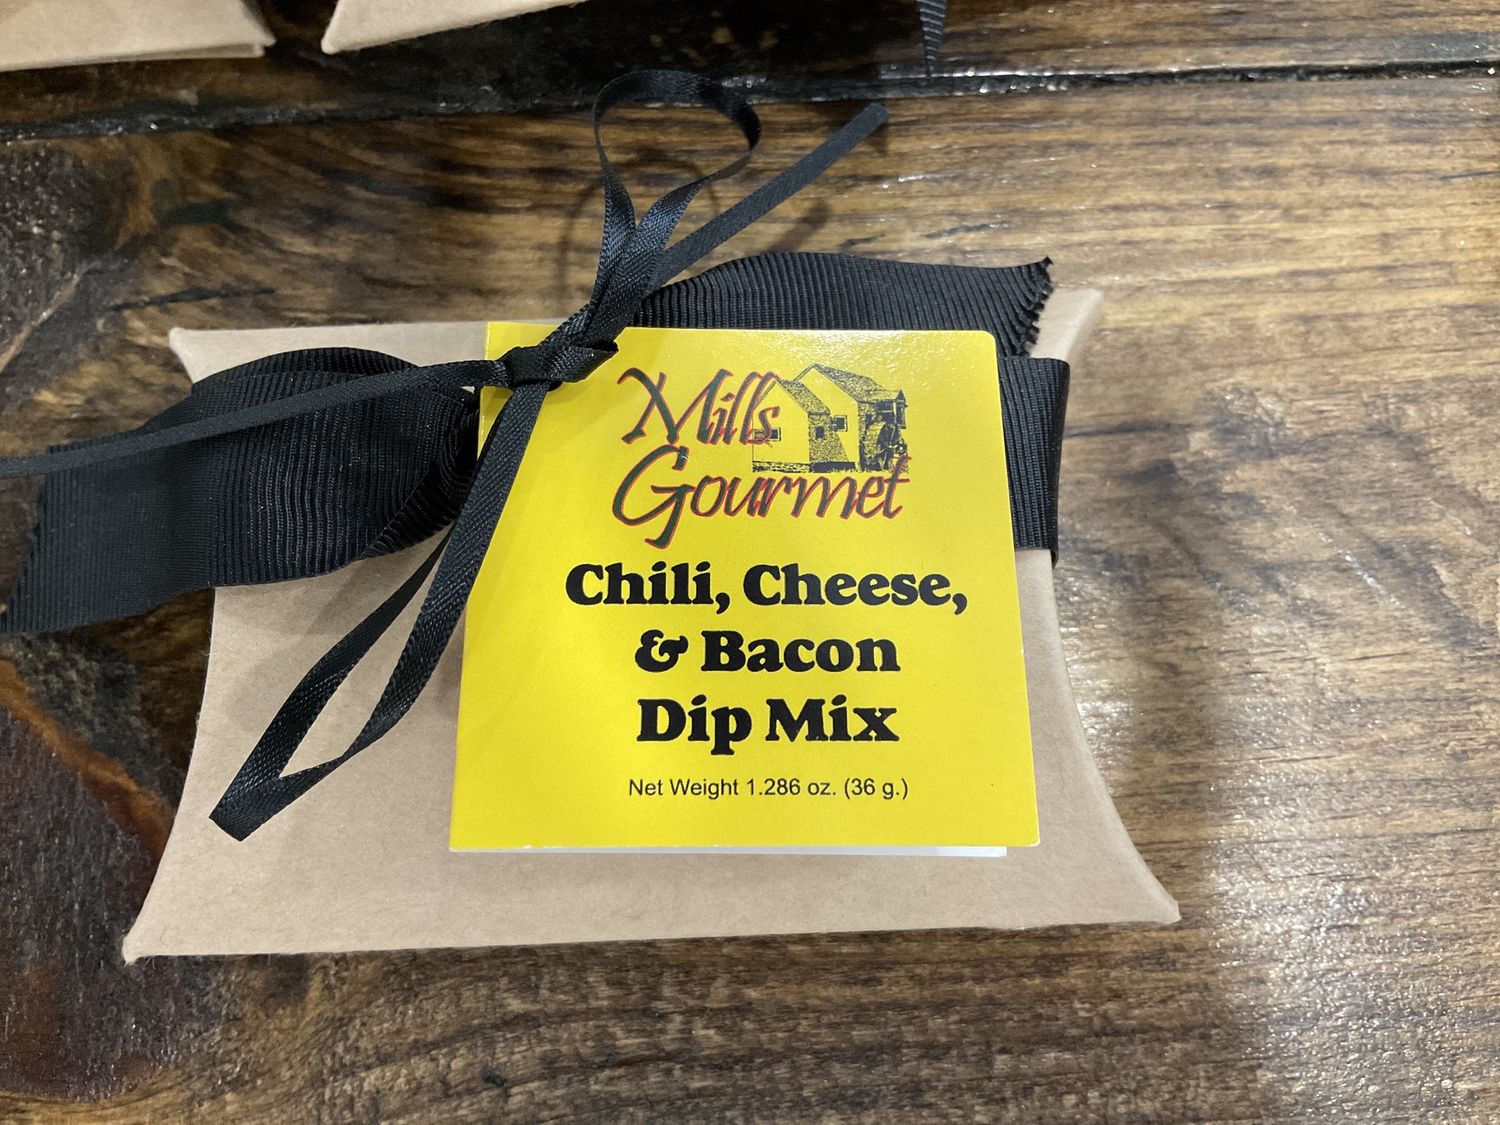 Mills
Gourmet
Chili, Cheese,
& Bacon
Dip Mix
Net Weight 1.286 oz. (36 g.)